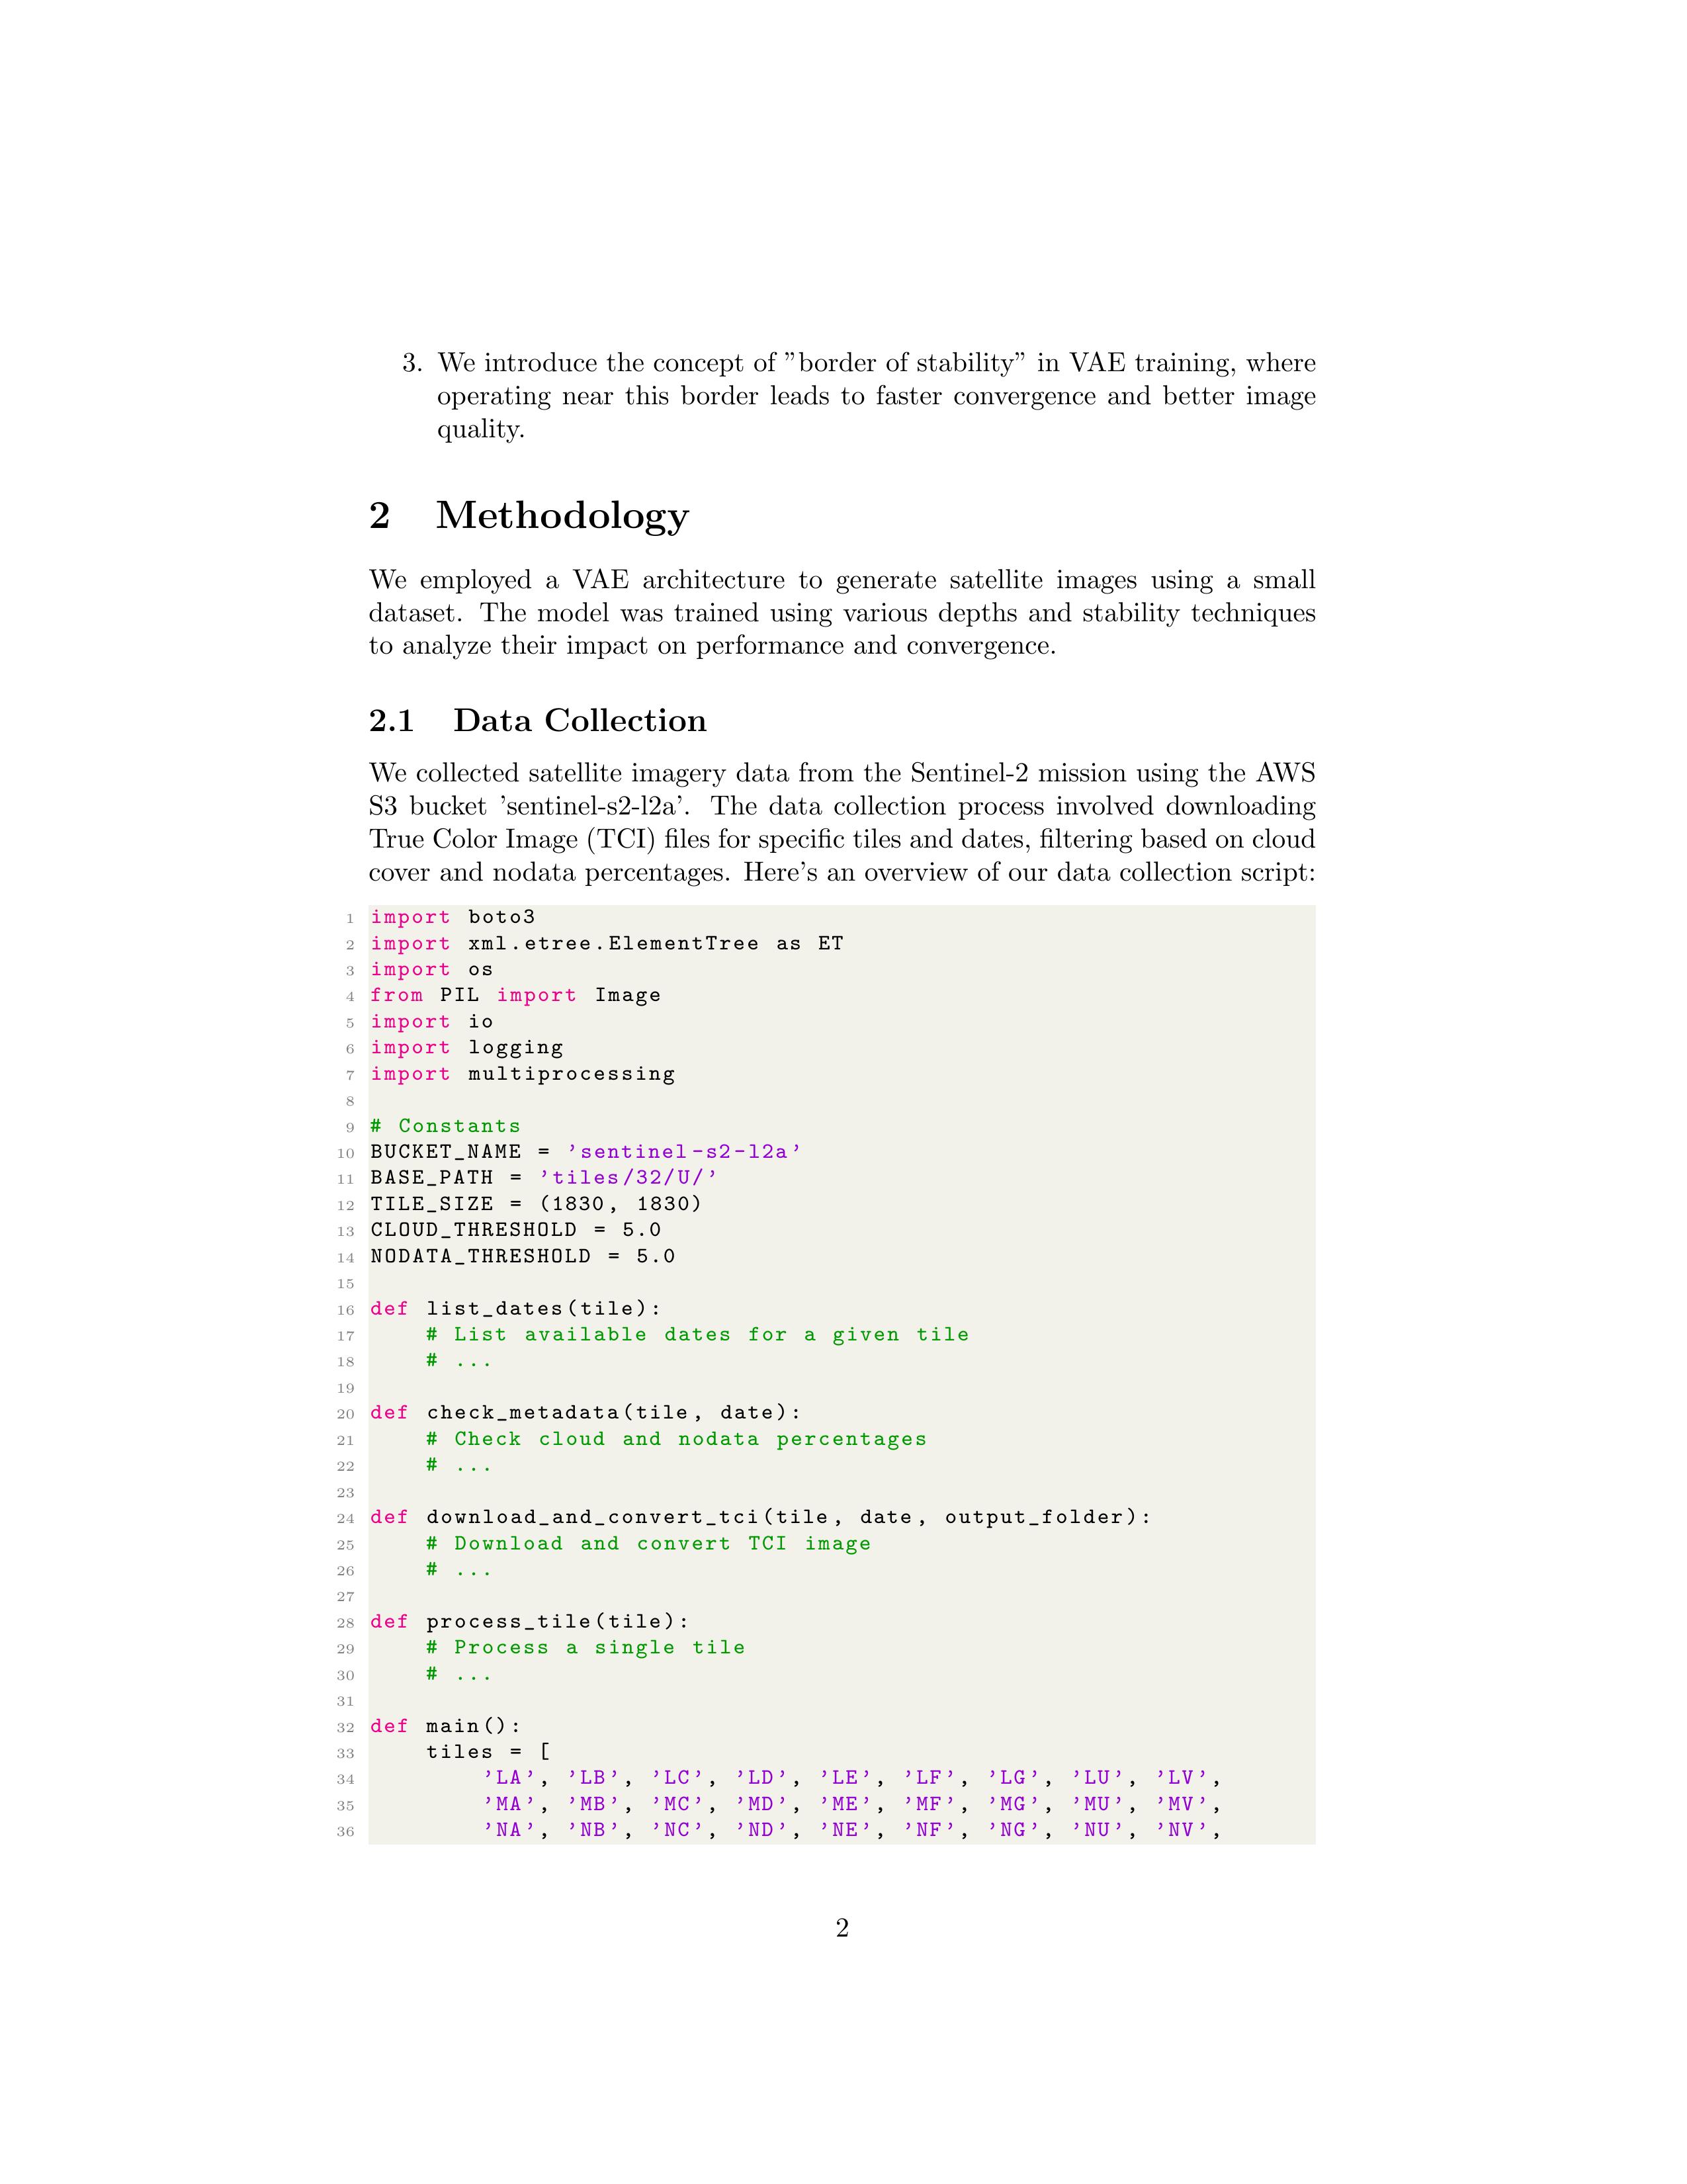 3. We introduce the concept of ”border of stability” in VAE training, where
operating near this border leads to faster convergence and better image
quality.
2 Methodology
We employed a VAE architecture to generate satellite images using a small
dataset. The model was trained using various depths and stability techniques
to analyze their impact on performance and convergence.
2.1 Data Collection
We collected satellite imagery data from the Sentinel-2 mission using the AWS
S3 bucket ’sentinel-s2-l2a’. The data collection process involved downloading
True Color Image (TCI) files for specific tiles and dates, filtering based on cloud
cover and nodata percentages. Here’s an overview of our data collection script:
1 import boto3
2 import xml.etree.ElementTree as ET
3 import os
4 from PIL import Image
5 import io
6 import logging
7 import multiprocessing
8
9 # Constants
10 BUCKET_NAME = ’sentinel-s2-l2a’
11 BASE_PATH = ’tiles/32/U/’
12 TILE_SIZE = (1830, 1830)
13 CLOUD_THRESHOLD = 5.0
14 NODATA_THRESHOLD = 5.0
15
16 def list_dates(tile):
17     # List available dates for a given tile
18     # ...
19
20 def check_metadata(tile, date):
21     # Check cloud and nodata percentages
22     # ...
23
24 def download_and_convert_tci(tile, date, output_folder):
25     # Download and convert TCI image
26     # ...
27
28 def process_tile(tile):
29     # Process a single tile
30     # ...
31
32 def main():
33     tiles = [
34         ’LA’, ’LB’, ’LC’, ’LD’, ’LE’, ’LF’, ’LG’, ’LU’, ’LV’,
35         ’MA’, ’MB’, ’MC’, ’MD’, ’ME’, ’MF’, ’MG’, ’MU’, ’MV’,
36         ’NA’, ’NB’, ’NC’, ’ND’, ’NE’, ’NF’, ’NG’, ’NU’, ’NV’,
2